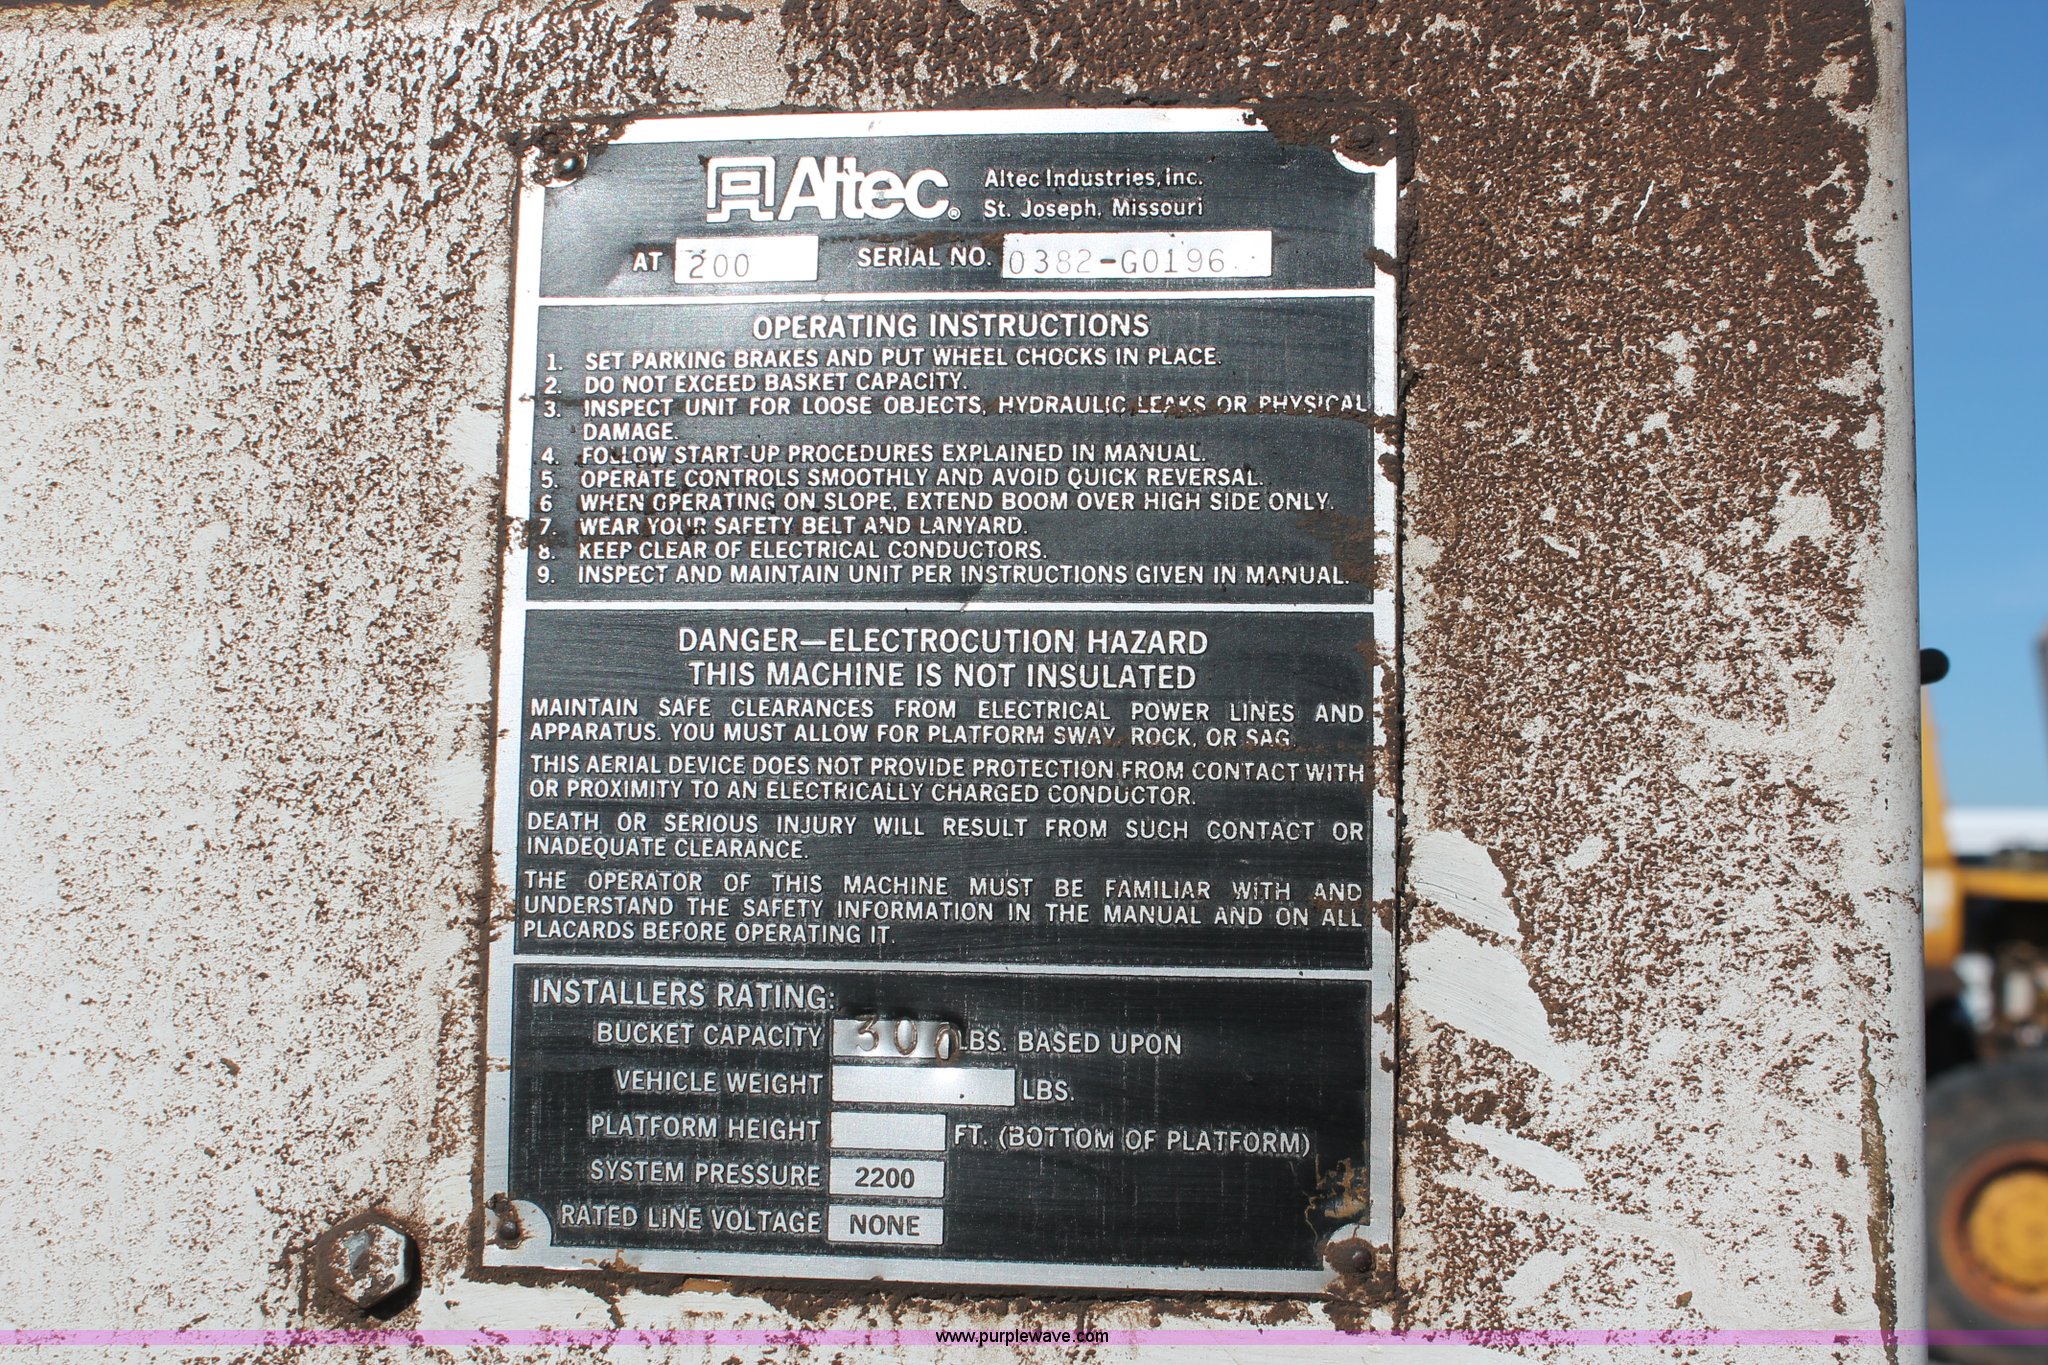 Altec®
Altec Industries, Inc.
St. Joseph, Missouri
AT 200 SERIAL NO. 0382-G0196
OPERATING INSTRUCTIONS
1. SET PARKING BRAKES AND PUT WHEEL CHOCKS IN PLACE.
2. DO NOT EXCEED BASKET CAPACITY.
3. INSPECT UNIT FOR LOOSE OBJECTS, HYDRAULIC LEAKS OR PHYSICAL
DAMAGE.
4. FOLLOW START-UP PROCEDURES EXPLAINED IN MANUAL.
5. OPERATE CONTROLS SMOOTHLY AND AVOID QUICK REVERSAL.
6 WHEN OPERATING ON SLOPE, EXTEND BOOM OVER HIGH SIDE ONLY.
7. WEAR YOUR SAFETY BELT AND LANYARD.
8. KEEP CLEAR OF ELECTRICAL CONDUCTORS.
9. INSPECT AND MAINTAIN UNIT PER INSTRUCTIONS GIVEN IN MANUAL.
DANGER—ELECTROCUTION HAZARD
THIS MACHINE IS NOT INSULATED
MAINTAIN SAFE CLEARANCES FROM ELECTRICAL POWER LINES AND
APPARATUS. YOU MUST ALLOW FOR PLATFORM SWAY, ROCK, OR SAG.
THIS AERIAL DEVICE DOES NOT PROVIDE PROTECTION FROM CONTACT WITH
OR PROXIMITY TO AN ELECTRICALLY CHARGED CONDUCTOR.
DEATH OR SERIOUS INJURY WILL RESULT FROM SUCH CONTACT OR
INADEQUATE CLEARANCE.
THE OPERATOR OF THIS MACHINE MUST BE FAMILIAR WITH AND
UNDERSTAND THE SAFETY INFORMATION IN THE MANUAL AND ON ALL
PLACARDS BEFORE OPERATING IT.
INSTALLERS RATING:
BUCKET CAPACITY 300 LBS. BASED UPON
VEHICLE WEIGHT LBS.
PLATFORM HEIGHT FT. (BOTTOM OF PLATFORM)
SYSTEM PRESSURE 2200
RATED LINE VOLTAGE NONE
www.purplewave.com